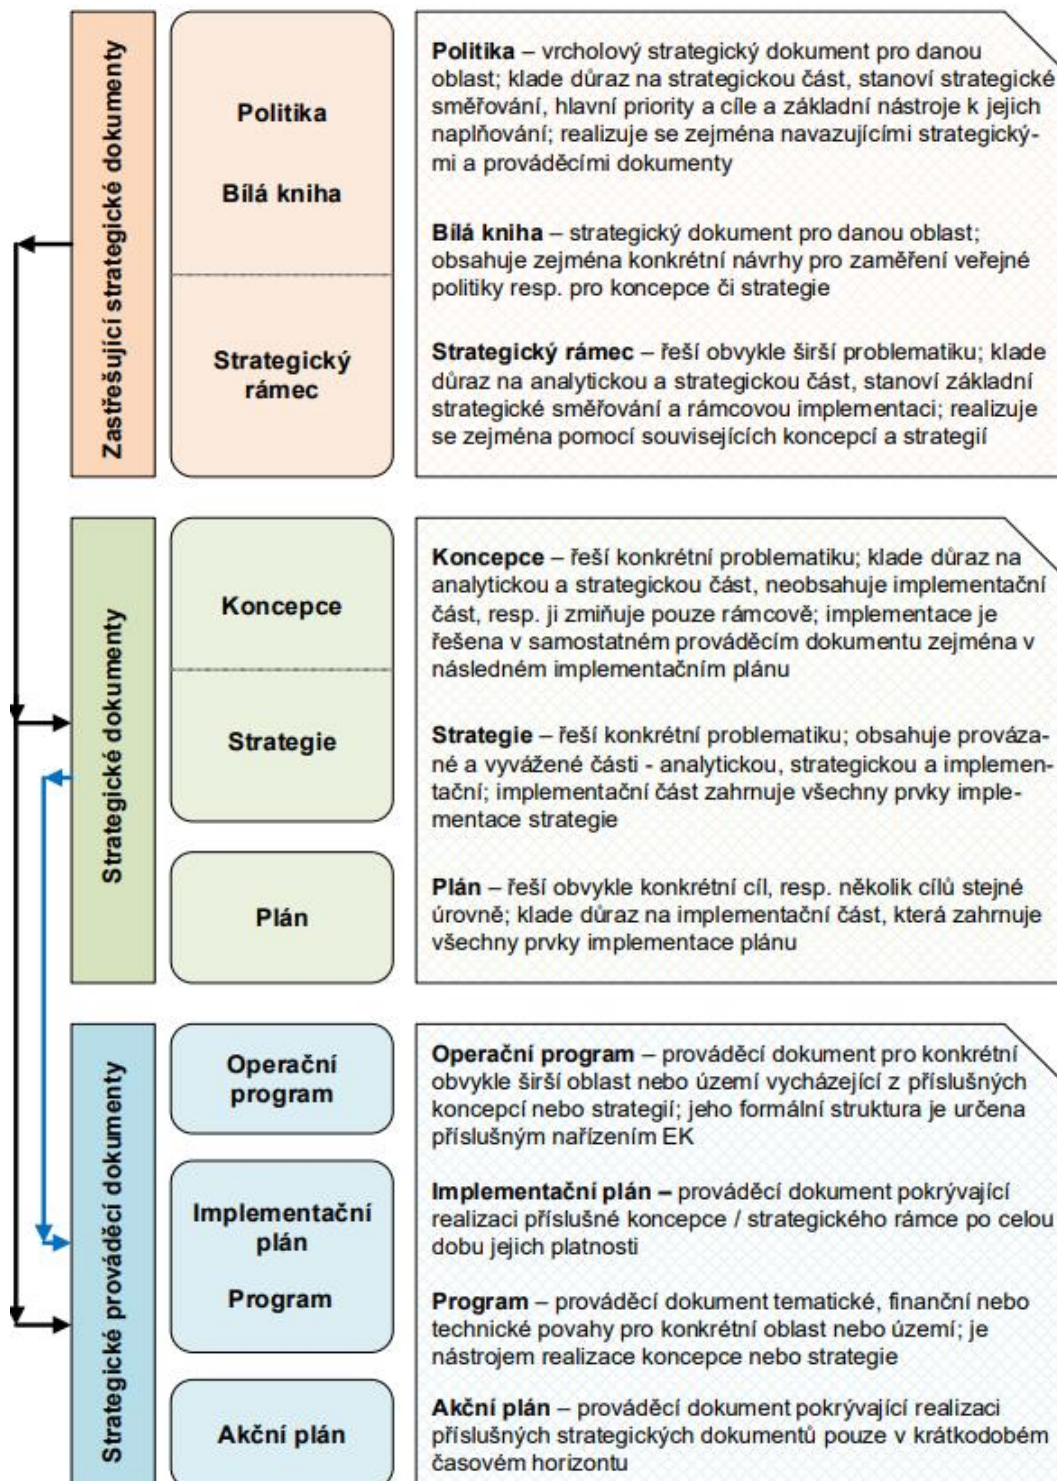 Zastřešující strategické dokumenty
Politika
Bílá kniha
Strategický
rámec
Politika – vrcholový strategický dokument pro danou
oblast; klade důraz na strategickou část, stanoví strategické
směřování, hlavní priority a cíle a základní nástroje k jejich
naplňování; realizuje se zejména navazujícími strategický-
mi a prováděcími dokumenty
Bílá kniha – strategický dokument pro danou oblast;
obsahuje zejména konkrétní návrhy pro zaměření veřejné
politiky resp. pro koncepce či strategie
Strategický rámec – řeší obvykle širší problematiku; klade
důraz na analytickou a strategickou část, stanoví základní
strategické směřování a rámcovou implementaci; realizuje
se zejména pomocí souvisejících koncepcí a strategií
Strategické dokumenty
Koncepce
Strategie
Plán
Koncepce – řeší konkrétní problematiku; klade důraz na
analytickou a strategickou část, neobsahuje implementační
část, resp. ji zmiňuje pouze rámcově; implementace je
řešena v samostatném prováděcím dokumentu zejména v
následném implementačním plánu
Strategie – řeší konkrétní problematiku; obsahuje prováza-
né a vyvážené části - analytickou, strategickou a implemen-
tační; implementační část zahrnuje všechny prvky imple-
mentace strategie
Plán – řeší obvykle konkrétní cíl, resp. několik cílů stejné
úrovně; klade důraz na implementační část, která zahrnuje
všechny prvky implementace plánu
Strategické prováděcí dokumenty
Operační
program
Implementační
plán
Program
Akční plán
Operační program – prováděcí dokument pro konkrétní
obvykle širší oblast nebo území vycházející z příslušných
koncepcí nebo strategií; jeho formální struktura je určena
příslušným nařízením EK
Implementační plán – prováděcí dokument pokrývající
realizaci příslušné koncepce / strategického rámce po celou
dobu jejich platnosti
Program – prováděcí dokument tematické, finanční nebo
technické povahy pro konkrétní oblast nebo území; je
nástrojem realizace koncepce nebo strategie
Akční plán – prováděcí dokument pokrývající realizaci
příslušných strategických dokumentů pouze v krátkodobém
časovém horizontu